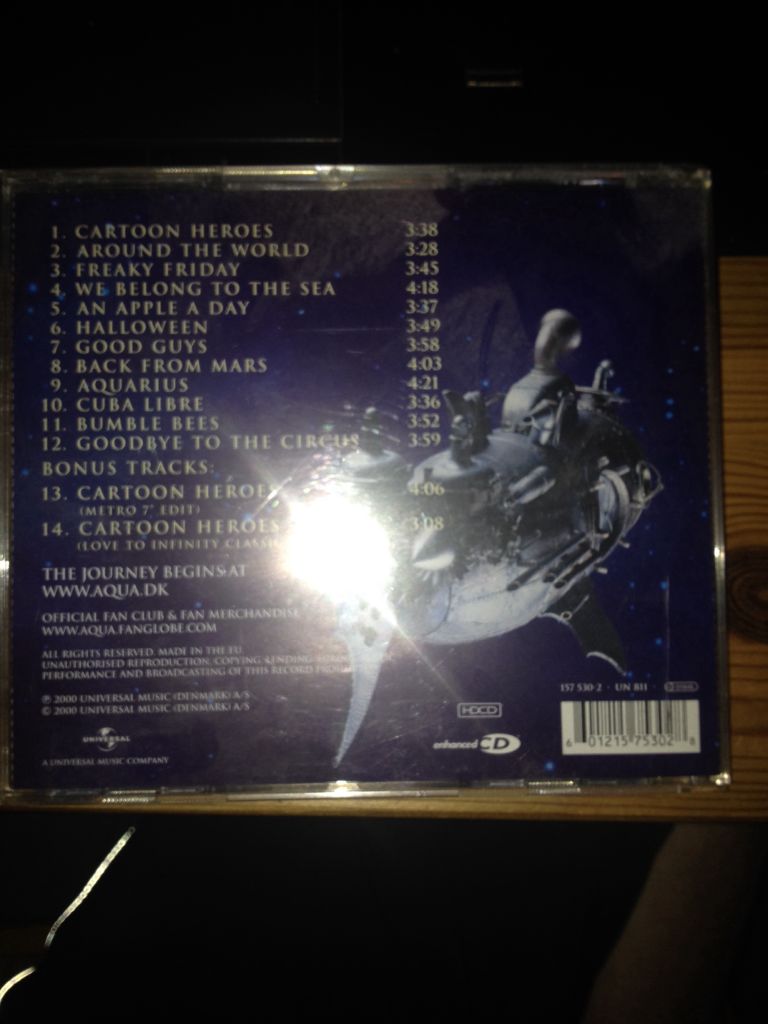 1. CARTOON HEROES 3:38
2. AROUND THE WORLD 3:28
3. FREAKY FRIDAY 3:45
4. WE BELONG TO THE SEA 4:18
5. AN APPLE A DAY 3:37
6. HALLOWEEN 3:49
7. GOOD GUYS 3:58
8. BACK FROM MARS 4:03
9. AQUARIUS 4:21
10. CUBA LIBRE 3:36
11. BUMBLE BEES 3:52
12. GOODBYE TO THE CIRCUS 3:59
BONUS TRACKS:
13. CARTOON HEROES 4:06
(METRO 7" EDIT)
14. CARTOON HEROES 3:08
(LOVE TO INFINITY
THE JOURNEY BEGINS AT
WWW.AQUA.DK
OFFICIAL FAN CLUB & FAN MERCHANDISE
WWW.AQUA.FANGLOBE.COM
ALL RIGHTS RESERVED. MADE IN THE EU.
UNAUTHORISED REPRODUCTION, COPYING, LENDING,
PERFORMANCE AND BROADCASTING OF THIS RECORD
℗ 2000 UNIVERSAL MUSIC (DENMARK) A/S
© 2000 UNIVERSAL MUSIC (DENMARK) A/S
UNIVERSAL
A UNIVERSAL MUSIC COMPANY
HDCD
enhanced CD
157 530-2 · UN 811 ·
6 01215 75302 8